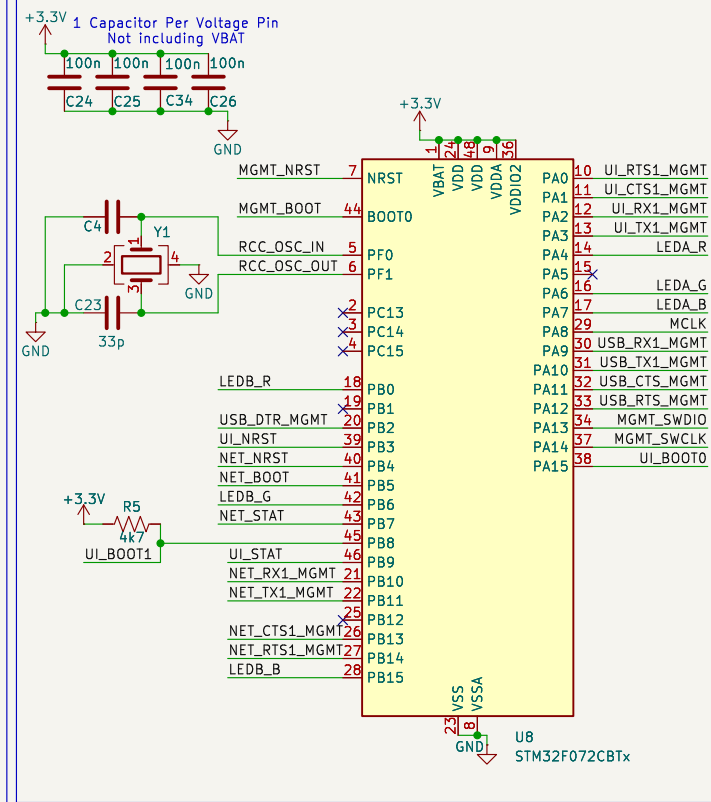 +3.3V
1 Capacitor Per Voltage Pin
Not including VBAT
100n 100n 100n 100n
C24 C25 C34 C26
GND
+3.3V
1 24 48 9 36
VBAT VDD VDD VDDA VDDIO2
MGMT_NRST 7 NRST
MGMT_BOOT 44 BOOT0
C4
Y1
1
2 4
3
GND
C23
33p
GND
RCC_OSC_IN 5 PF0
RCC_OSC_OUT 6 PF1
2 PC13
3 PC14
4 PC15
LEDB_R 18 PB0
19 PB1
USB_DTR_MGMT 20 PB2
UI_NRST 39 PB3
NET_NRST 40 PB4
NET_BOOT 41 PB5
LEDB_G 42 PB6
NET_STAT 43 PB7
+3.3V
R5
4k7
UI_BOOT1
45 PB8
UI_STAT 46 PB9
NET_RX1_MGMT 21 PB10
NET_TX1_MGMT 22 PB11
25 PB12
NET_CTS1_MGMT 26 PB13
NET_RTS1_MGMT 27 PB14
LEDB_B 28 PB15
PA0 10 UI_RTS1_MGMT
PA1 11 UI_CTS1_MGMT
PA2 12 UI_RX1_MGMT
PA3 13 UI_TX1_MGMT
PA4 14 LEDA_R
PA5 15
PA6 16 LEDA_G
PA7 17 LEDA_B
PA8 29 MCLK
PA9 30 USB_RX1_MGMT
PA10 31 USB_TX1_MGMT
PA11 32 USB_CTS_MGMT
PA12 33 USB_RTS_MGMT
PA13 34 MGMT_SWDIO
PA14 37 MGMT_SWCLK
PA15 38 UI_BOOT0
VSS VSSA
23 8
GND
U8
STM32F072CBTx